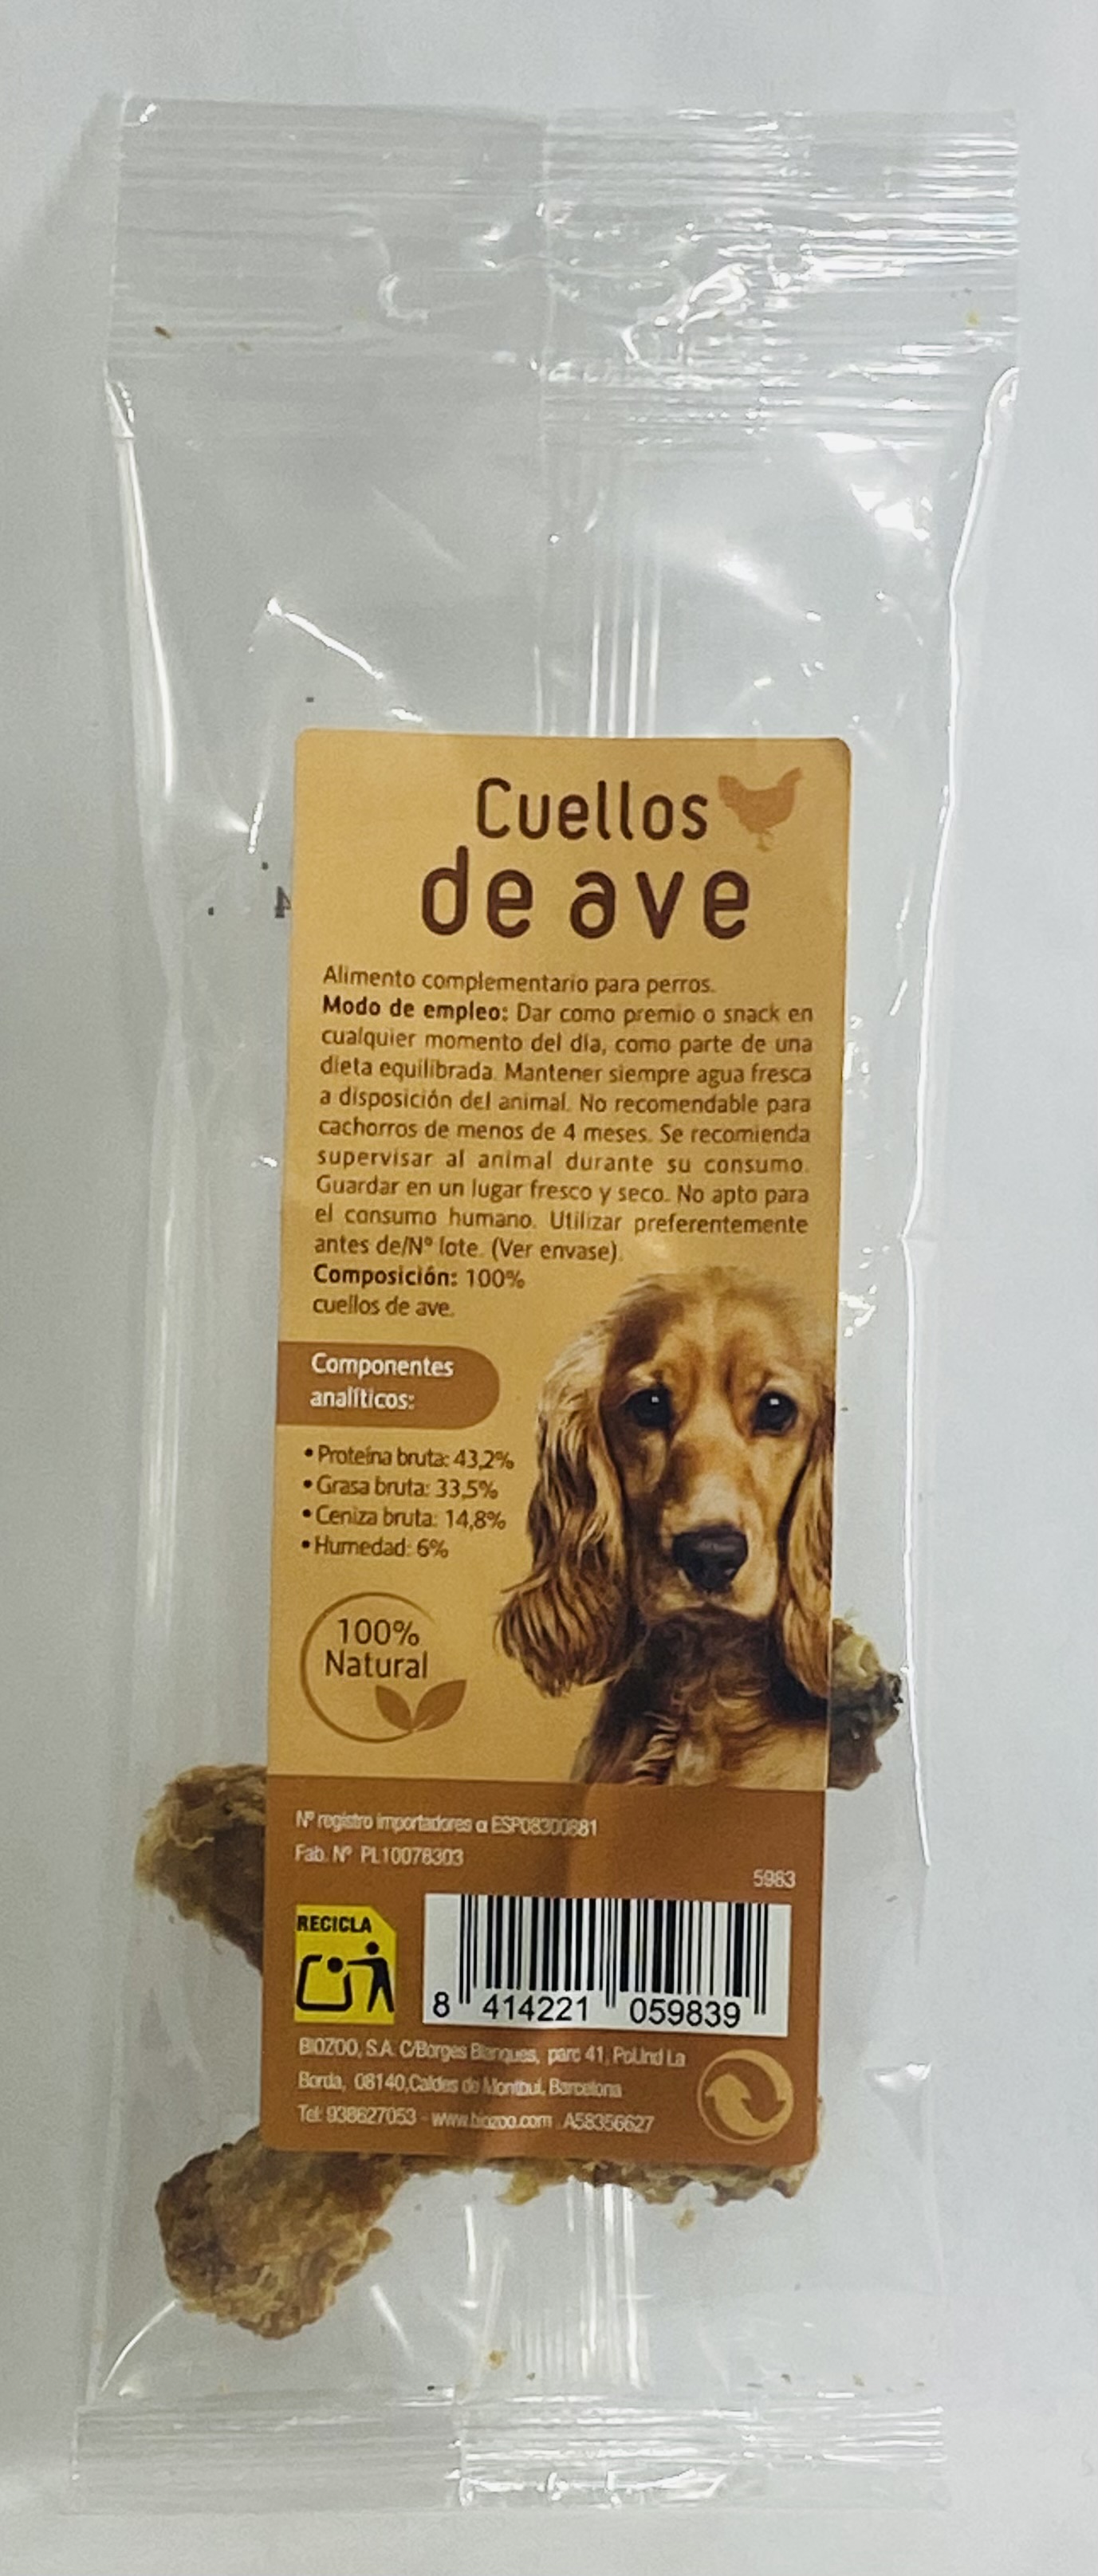 Cuellos
de ave
Alimento complementario para perros.
Modo de empleo: Dar como premio o snack en
cualquier momento del día, como parte de una
dieta equilibrada. Mantener siempre agua fresca
a disposición del animal. No recomendable para
cachorros de menos de 4 meses. Se recomienda
supervisar al animal durante su consumo.
Guardar en un lugar fresco y seco. No apto para
el consumo humano. Utilizar preferentemente
antes de/Nº lote. (Ver envase).
Composición: 100%
cuellos de ave.
Componentes
analíticos:
• Proteína bruta: 43,2%
• Grasa bruta: 33,5%
• Ceniza bruta: 14,8%
• Humedad: 6%
100%
Natural
Nº registro importadores α ESP08300881
Fab. Nº PL10078303
5983
RECICLA
8 414221 059839
BIOZOO, S.A. C/Borges Blanques, parc 41, Pol.Ind La
Borda, 08140,Caldes de Montbui, Barcelona
Tel: 938627053 - www.biozoo.com . A58356627